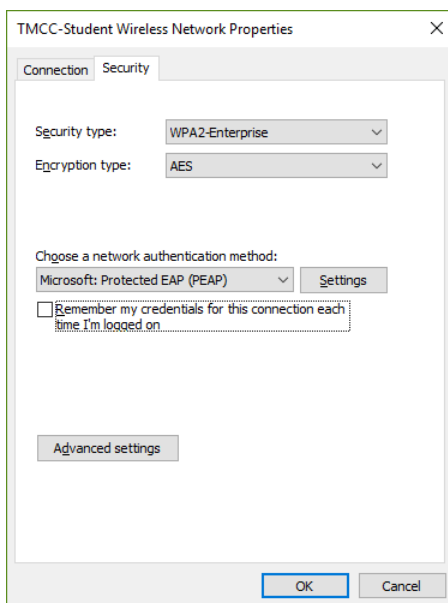 TMCC-Student Wireless Network Properties
Connection Security
Security type: WPA2-Enterprise
Encryption type: AES
Choose a network authentication method:
Microsoft: Protected EAP (PEAP) Settings
Remember my credentials for this connection each
time I'm logged on
Advanced settings
OK Cancel